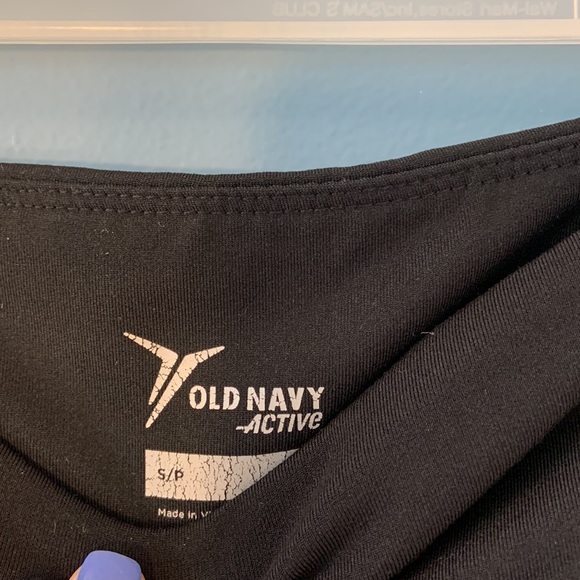 Wal-Mart Stores, Inc/SAM'S CLUB
OLD NAVY
-ACTIVE
S/P
Made in